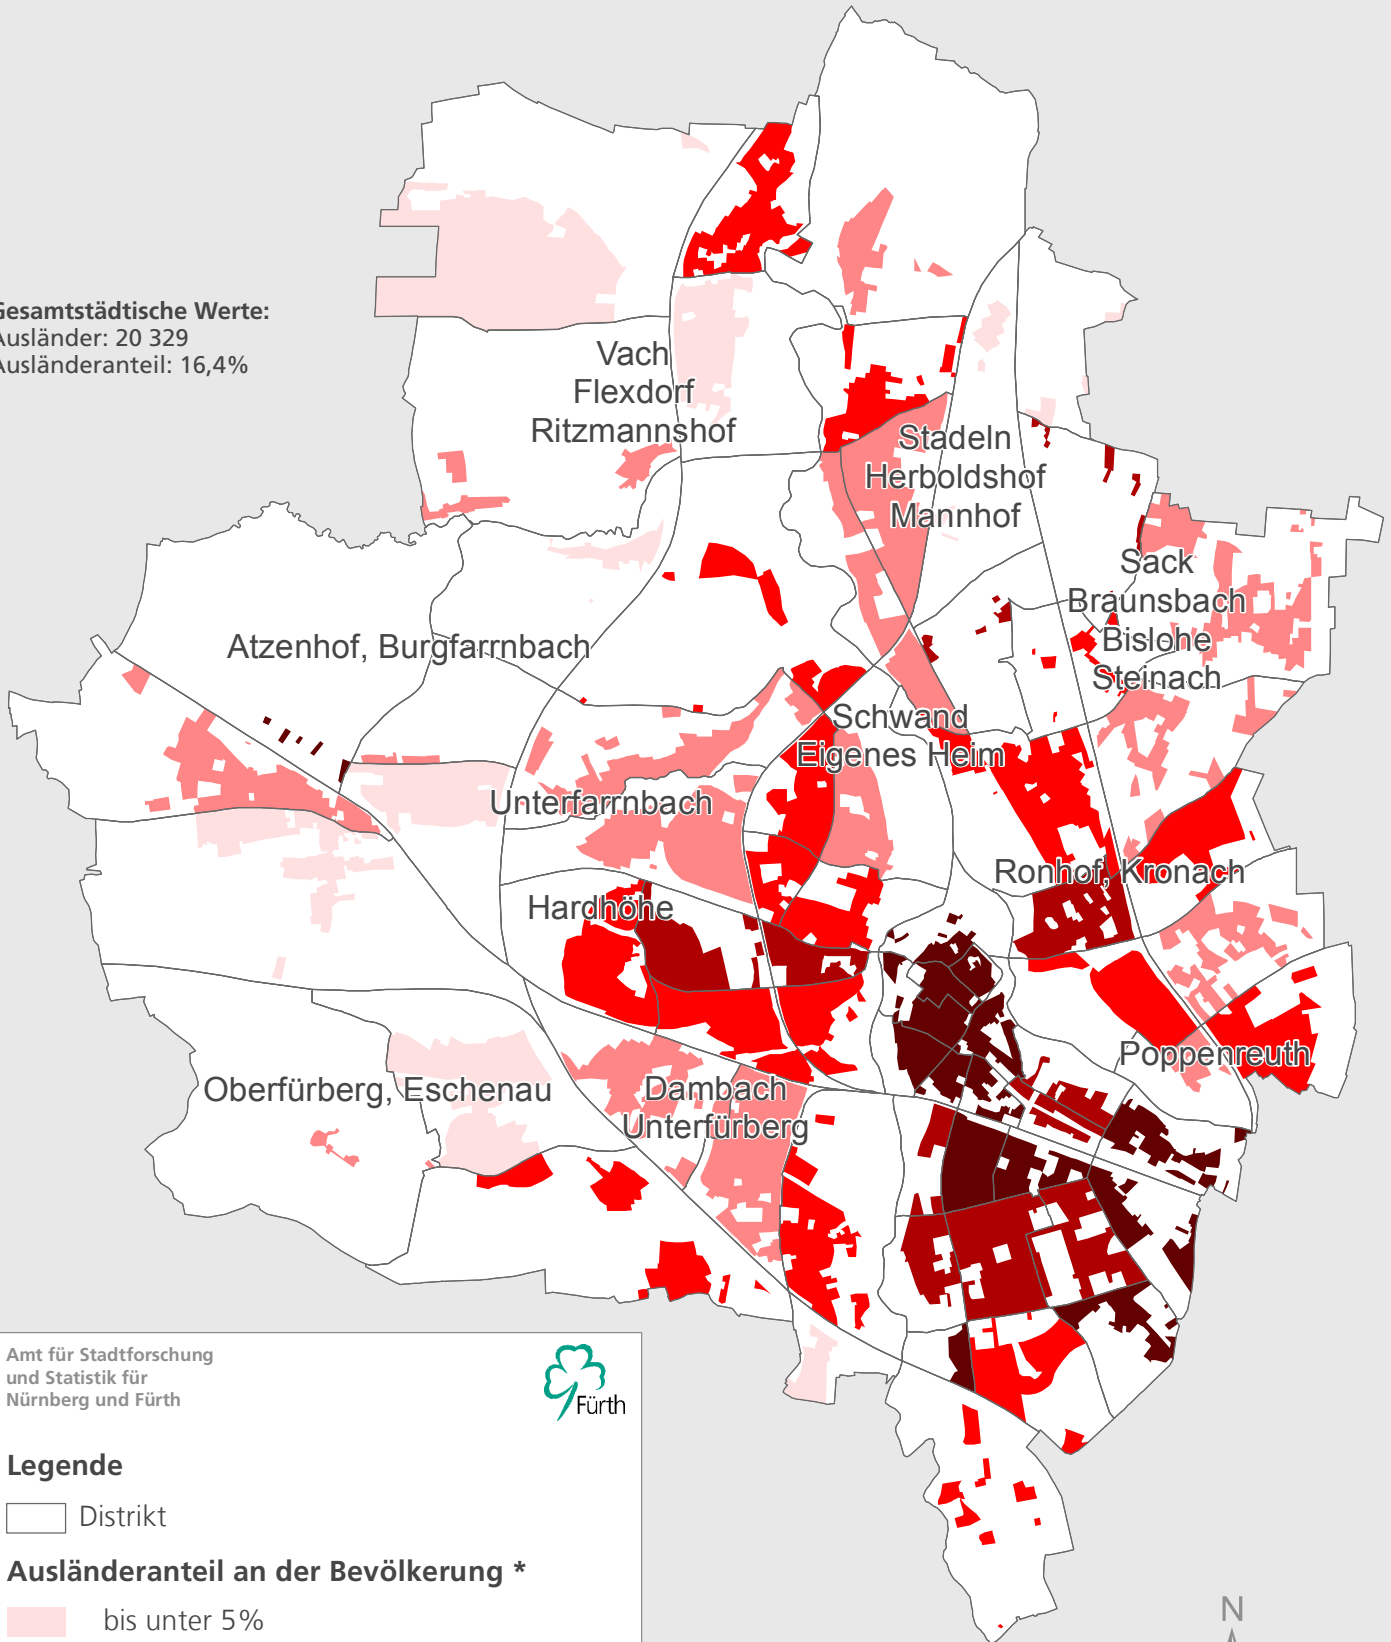 Gesamtstädtische Werte:
Ausländer: 20 329
Ausländeranteil: 16,4%
Vach
Flexdorf
Ritzmannshof
Stadeln
Herboldshof
Mannhof
Sack
Braunsbach
Bislohe
Steinach
Atzenhof, Burgfarrnbach
Schwand
Eigenes Heim
Unterfarrnbach
Ronhof, Kronach
Hardhöhe
Poppenreuth
Oberfürberg, Eschenau
Dambach
Unterfürberg
Amt für Stadtforschung
und Statistik für
Nürnberg und Fürth
Fürth
Legende
Distrikt
Ausländeranteil an der Bevölkerung *
bis unter 5%
N